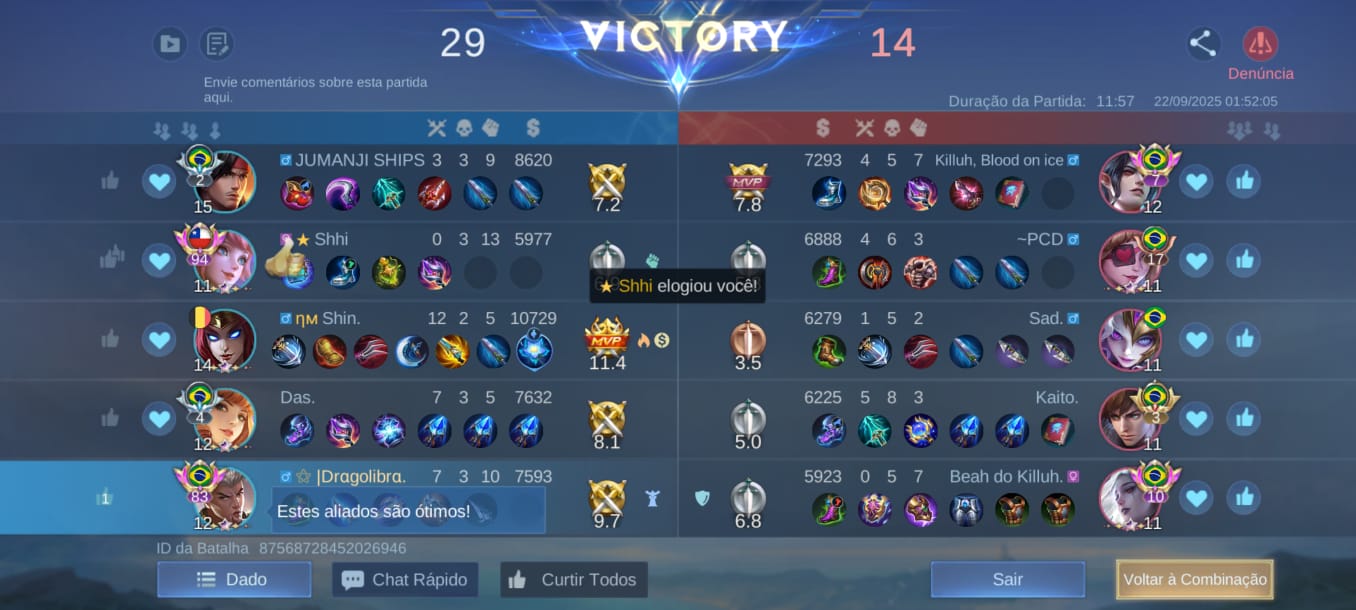 29
VICTORY
14
Envie comentários sobre esta partida
aqui.
Denúncia
Duração da Partida: 11:57 22/09/2025 01:52:05
JUMANJI SHIPS 3 3 9 8620
2
15
7.2
MVP
7.8
7293 4 5 7 Killuh, Blood on ice
7
12
Shhi 0 3 13 5977
94
11
6888 4 6 3 ~PCD
17
11
Shhi elogiou você!
ηм Shin. 12 2 5 10729
14
MVP
11.4
3.5
6279 1 5 2 Sad.
11
Das. 7 3 5 7632
4
12
8.1
5.0
6225 5 8 3 Kaito.
3
11
1
|Dragolibra. 7 3 10 7593
83
12
Estes aliados são ótimos!
9.7
6.8
5923 0 5 7 Beah do Killuh.
10
11
ID da Batalha 87568728452026946
Dado
Chat Rápido
Curtir Todos
Sair
Voltar à Combinação